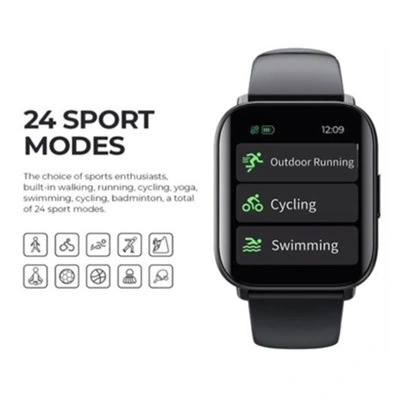 24 SPORT
MODES
The choice of sports enthusiasts,
built-in walking, running, cycling, yoga,
swimming, cycling, badminton, a total
of 24 sport modes.
12:09
Outdoor Running
Cycling
Swimming